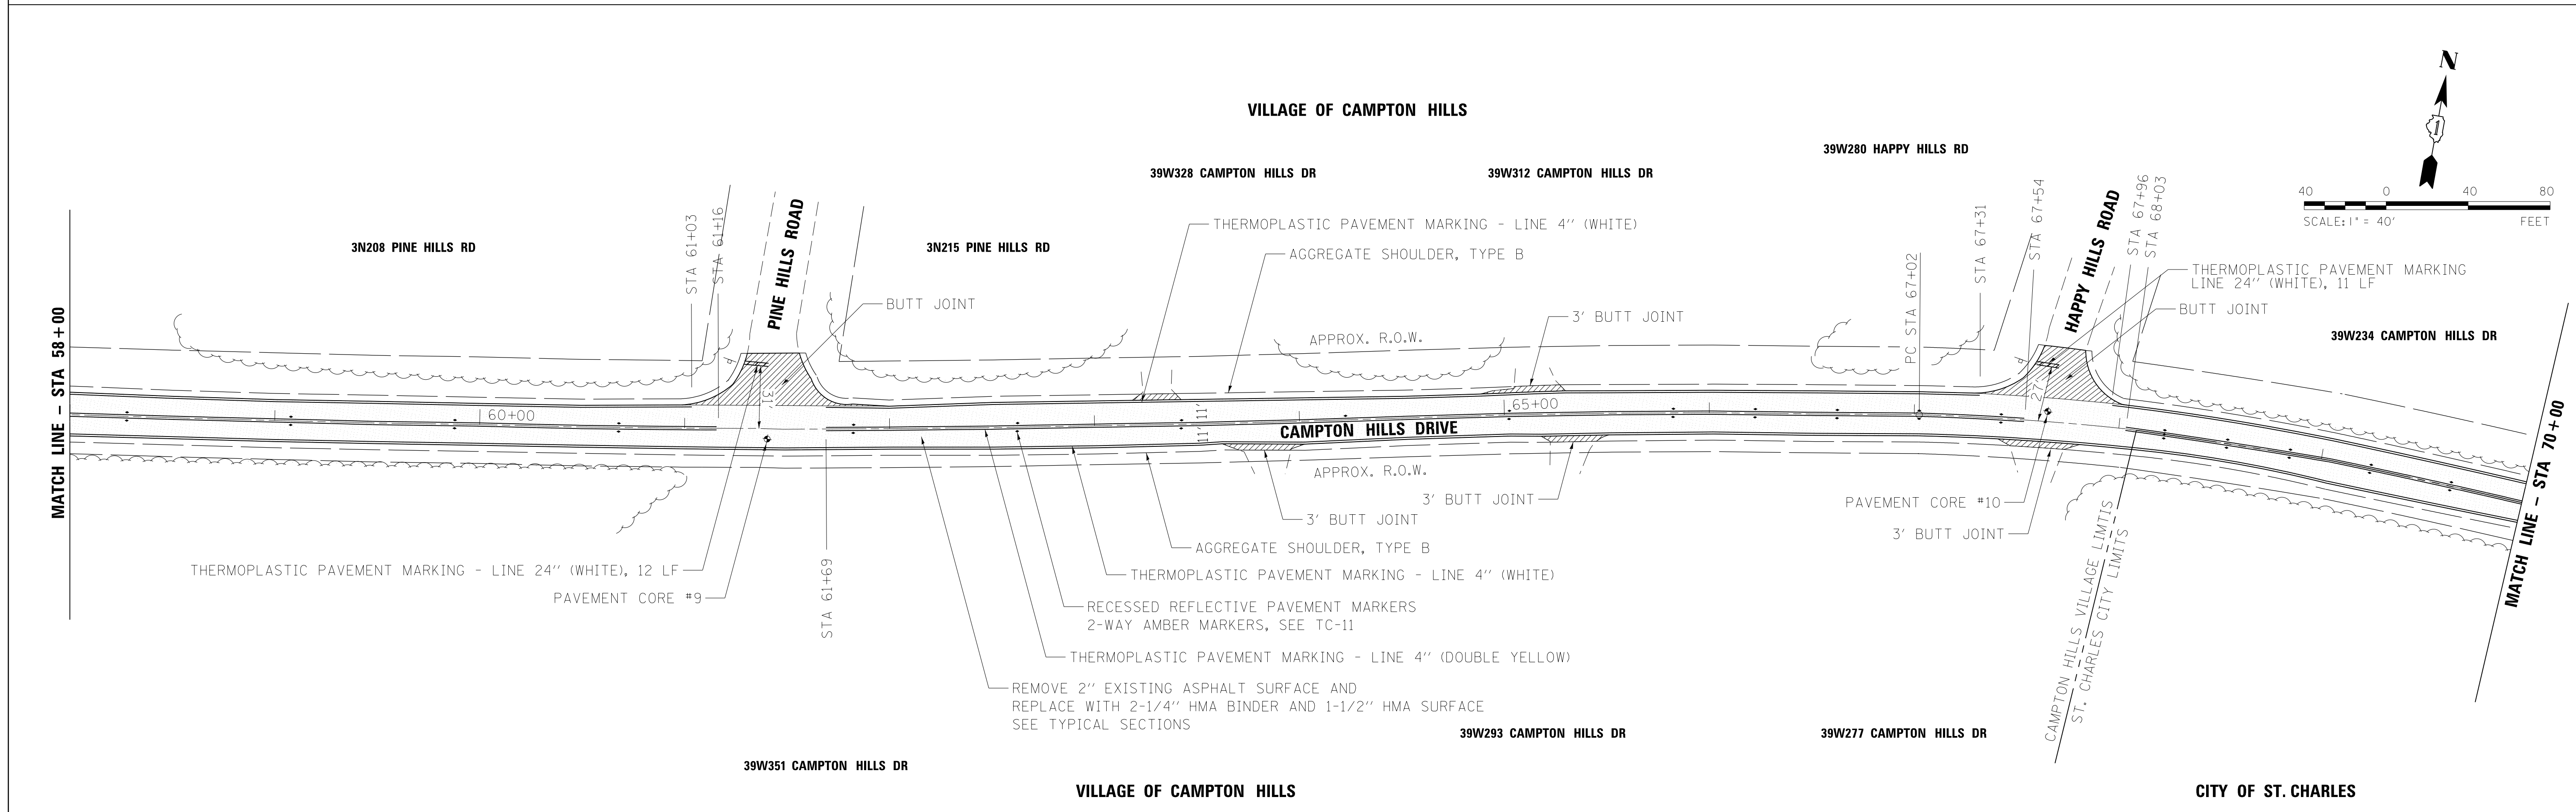 VILLAGE OF CAMPTON HILLS
N
1
39W280 HAPPY HILLS RD
39W328 CAMPTON HILLS DR
39W312 CAMPTON HILLS DR
40 0 40 80
SCALE: 1" = 40' FEET
STA 61+03
STA 61+16
PINE HILLS ROAD
3N208 PINE HILLS RD
3N215 PINE HILLS RD
THERMOPLASTIC PAVEMENT MARKING - LINE 4" (WHITE)
AGGREGATE SHOULDER, TYPE B
BUTT JOINT
3' BUTT JOINT
APPROX. R.O.W.
PC STA 67+02
STA 67+31
STA 67+54
HAPPY HILLS ROAD
STA 67+96
STA 68+03
THERMOPLASTIC PAVEMENT MARKING
LINE 24" (WHITE), 11 LF
BUTT JOINT
39W234 CAMPTON HILLS DR
MATCH LINE - STA 58+00
60+00
31'
11'
11'
65+00
27'
CAMPTON HILLS DRIVE
MATCH LINE - STA 70+00
APPROX. R.O.W.
3' BUTT JOINT
PAVEMENT CORE #10
3' BUTT JOINT
3' BUTT JOINT
AGGREGATE SHOULDER, TYPE B
THERMOPLASTIC PAVEMENT MARKING - LINE 24" (WHITE), 12 LF
THERMOPLASTIC PAVEMENT MARKING - LINE 4" (WHITE)
PAVEMENT CORE #9
STA 61+69
RECESSED REFLECTIVE PAVEMENT MARKERS
2-WAY AMBER MARKERS, SEE TC-11
THERMOPLASTIC PAVEMENT MARKING - LINE 4" (DOUBLE YELLOW)
REMOVE 2" EXISTING ASPHALT SURFACE AND
REPLACE WITH 2-1/4" HMA BINDER AND 1-1/2" HMA SURFACE
SEE TYPICAL SECTIONS
CAMPTON HILLS VILLAGE LIMTIS
ST. CHARLES CITY LIMITS
39W293 CAMPTON HILLS DR
39W277 CAMPTON HILLS DR
39W351 CAMPTON HILLS DR
VILLAGE OF CAMPTON HILLS
CITY OF ST. CHARLES